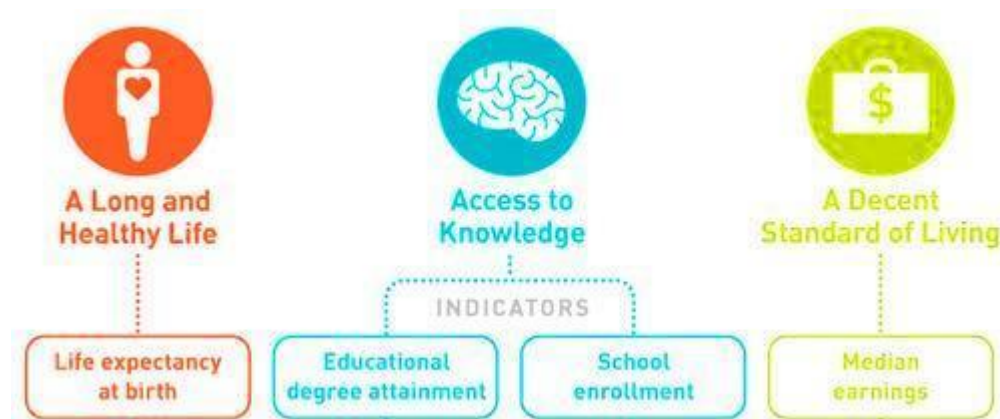 $
A Long and
Healthy Life
Access to
Knowledge
A Decent
Standard of Living
INDICATORS
Life expectancy
at birth
Educational
degree attainment
School
enrollment
Median
earnings